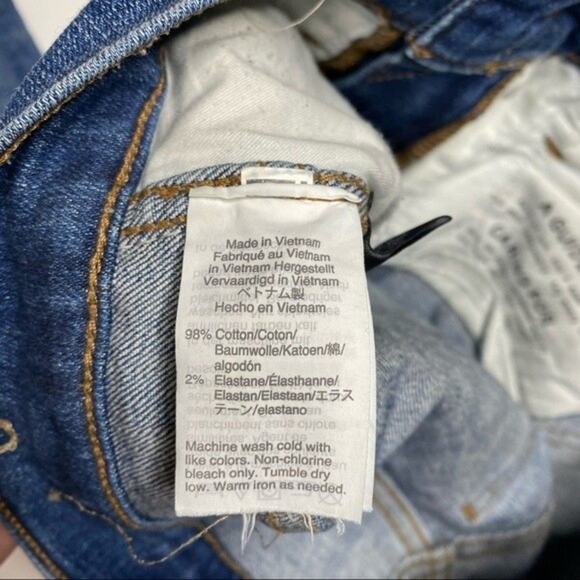 Made in Vietnam
Fabriqué au Vietnam
in Vietnam Hergestellt
Vervaardigd in Viëtnam
ベトナム製
Hecho en Vietnam
98% Cotton/Coton/
Baumwolle/Katoen/綿/
algodón
2% Elastane/Élasthanne/
Elastan/Elastaan/エラス
テーン/elastano
Machine wash cold with
like colors. Non-chlorine
bleach only. Tumble dry
low. Warm iron as needed.
A GUI